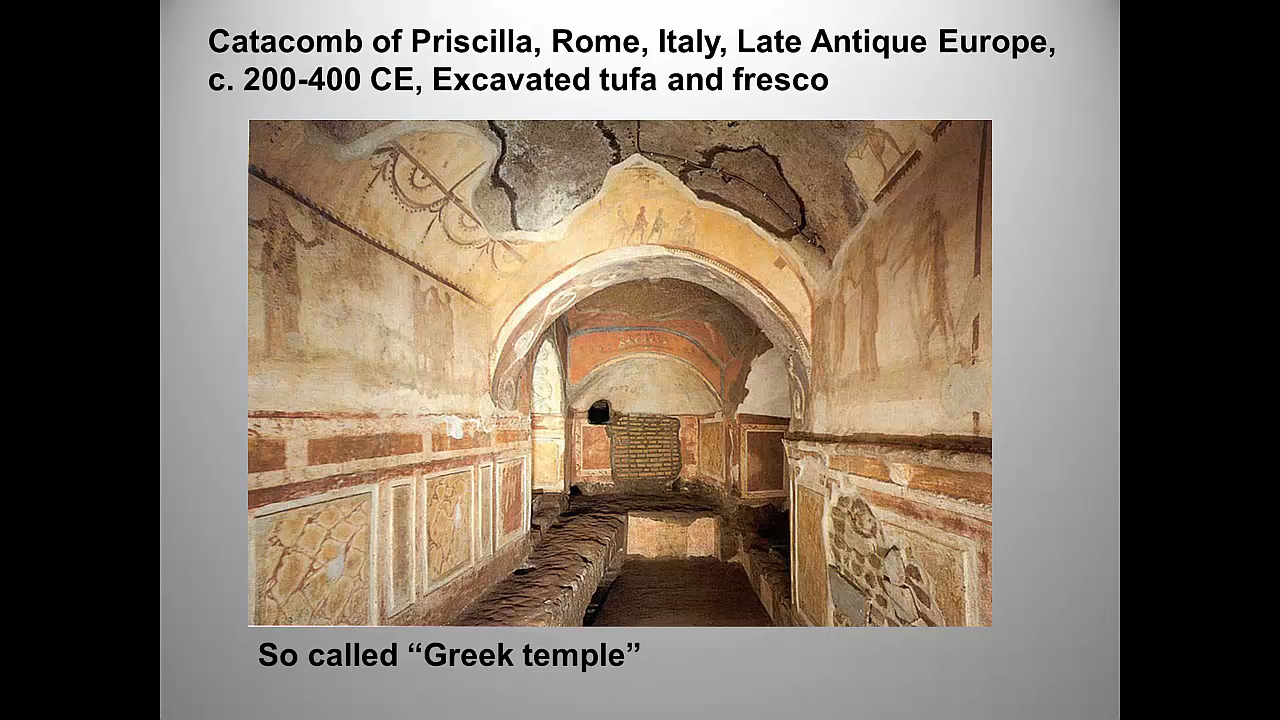 Catacomb of Priscilla, Rome, Italy, Late Antique Europe,
c. 200-400 CE, Excavated tufa and fresco
So called “Greek temple”